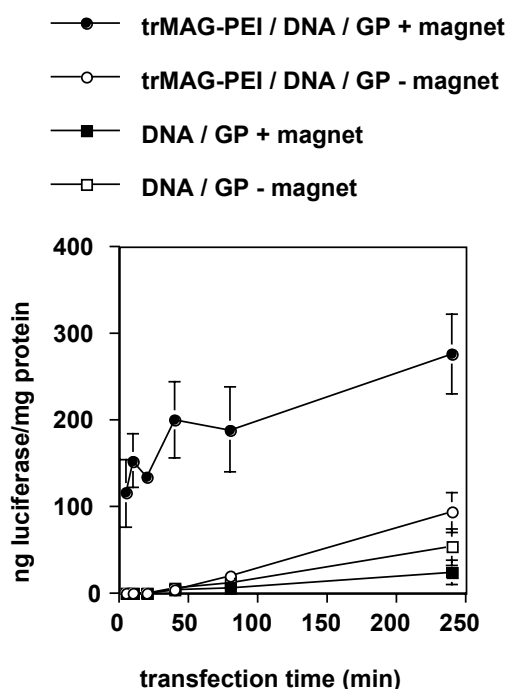 trMAG-PEI / DNA / GP + magnet
trMAG-PEI / DNA / GP - magnet
DNA / GP + magnet
DNA / GP - magnet
400
300
200
100
0
ng luciferase/mg protein
0 50 100 150 200 250
transfection time (min)